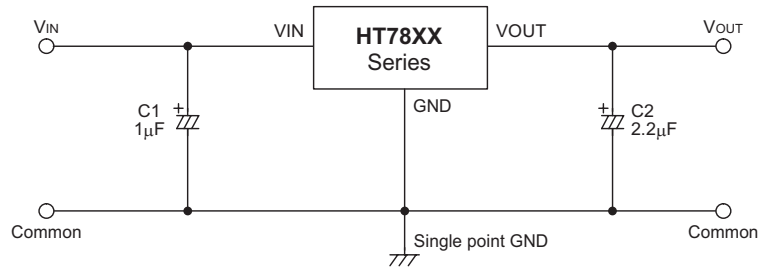 VIN
VIN
HT78XX
Series
VOUT
VOUT
GND
+
C1
1μF
+
C2
2.2μF
Common
Single point GND
Common